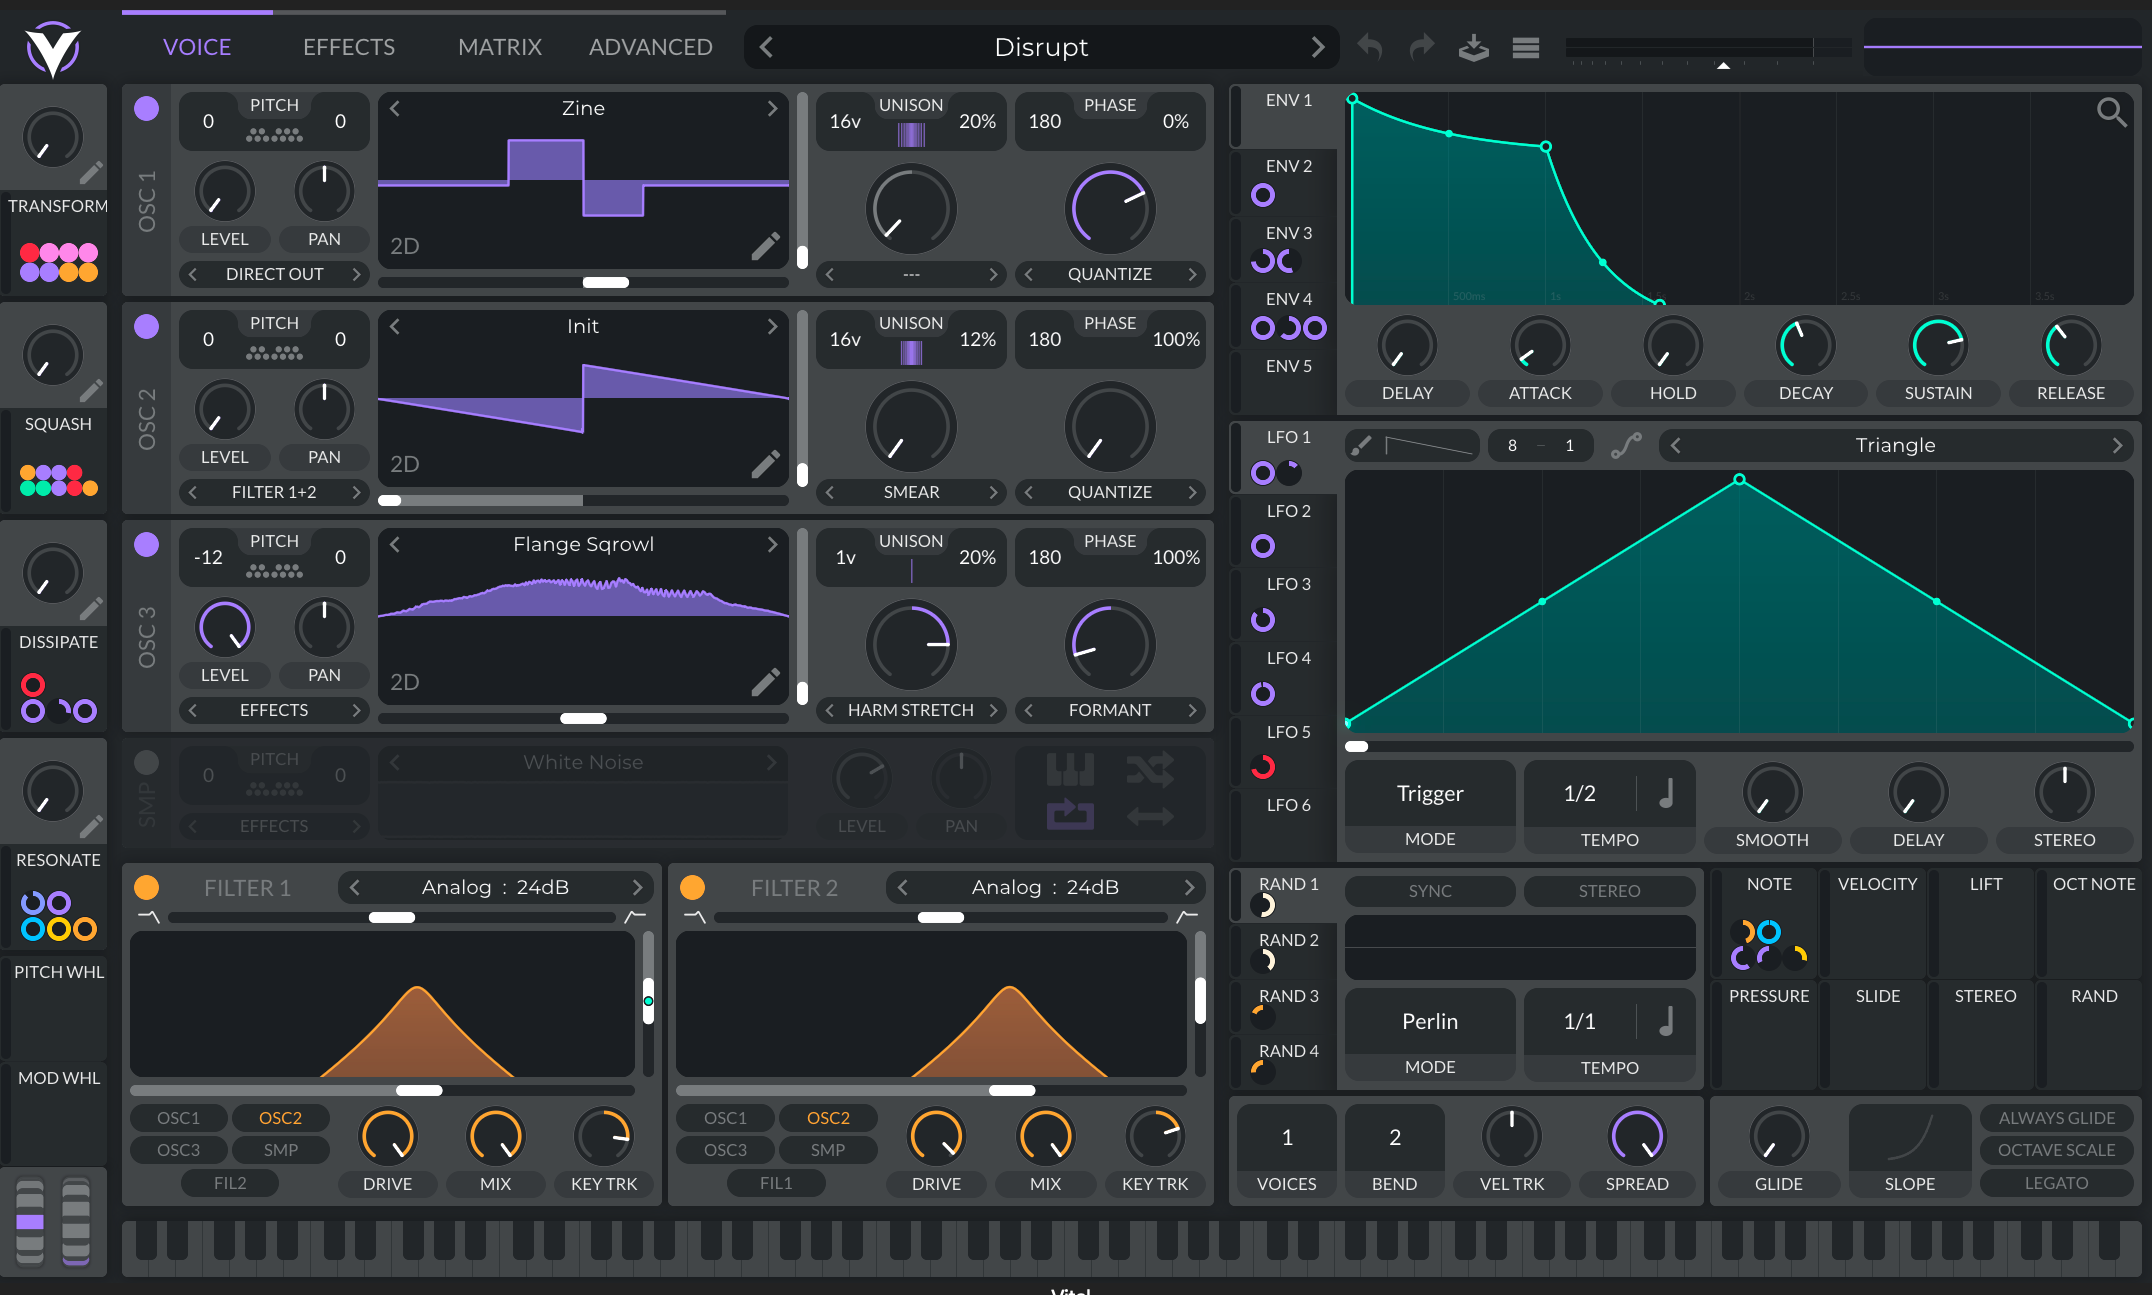 VOICE EFFECTS MATRIX ADVANCED Disrupt
TRANSFORM
SQUASH
DISSIPATE
RESONATE
PITCH WHL
MOD WHL
OSC 1
0 PITCH 0
LEVEL PAN
DIRECT OUT
Zine
2D
16v UNISON 20%
---
180 PHASE 0%
QUANTIZE
OSC 2
0 PITCH 0
LEVEL PAN
FILTER 1+2
Init
2D
16v UNISON 12%
SMEAR
180 PHASE 100%
QUANTIZE
OSC 3
-12 PITCH 0
LEVEL PAN
EFFECTS
Flange Sqrowl
2D
1v UNISON 20%
HARM STRETCH
180 PHASE 100%
FORMANT
SMP
0 PITCH 0
EFFECTS
White Noise
LEVEL PAN
FILTER 1 Analog : 24dB
OSC1 OSC2
OSC3 SMP
FIL2
DRIVE MIX KEY TRK
FILTER 2 Analog : 24dB
OSC1 OSC2
OSC3 SMP
FIL1
DRIVE MIX KEY TRK
ENV 1
ENV 2
ENV 3
ENV 4
ENV 5
500ms 1s 2s 2.5s 3s 3.5s
DELAY ATTACK HOLD DECAY SUSTAIN RELEASE
LFO 1
LFO 2
LFO 3
LFO 4
LFO 5
LFO 6
8 – 1 Triangle
Trigger
MODE
1/2
TEMPO
SMOOTH DELAY STEREO
RAND 1
RAND 2
RAND 3
RAND 4
SYNC STEREO
Perlin
MODE
1/1
TEMPO
NOTE VELOCITY LIFT OCT NOTE
PRESSURE SLIDE STEREO RAND
1 2
VOICES BEND VEL TRK SPREAD
GLIDE SLOPE
ALWAYS GLIDE
OCTAVE SCALE
LEGATO